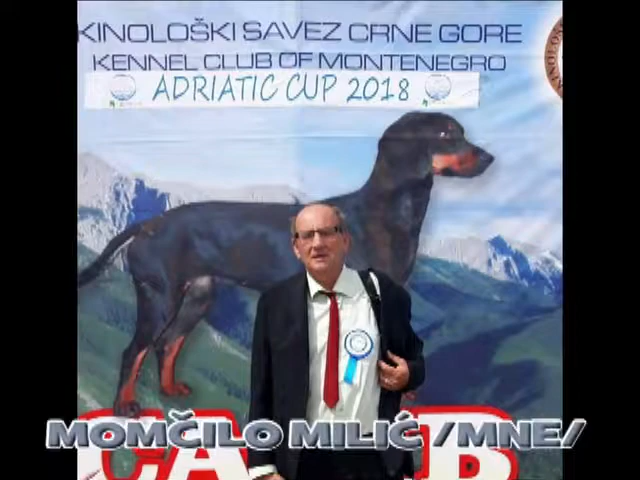 KINOLOŠKI SAVEZ CRNE GORE
KENNEL CLUB OF MONTENEGRO
ADRIATIC CUP 2018
MOMČILO MILIĆ /MNE/